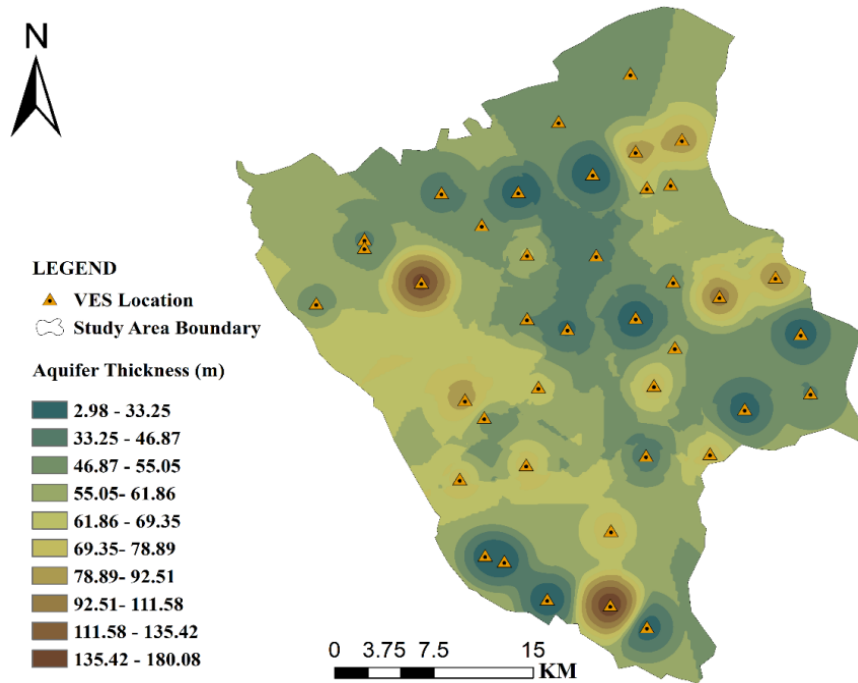 N
LEGEND
VES Location
Study Area Boundary
Aquifer Thickness (m)
2.98 - 33.25
33.25 - 46.87
46.87 - 55.05
55.05- 61.86
61.86 - 69.35
69.35- 78.89
78.89- 92.51
92.51- 111.58
111.58 - 135.42
135.42 - 180.08
0 3.75 7.5 15
KM